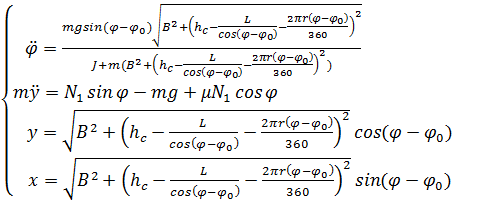 φ̈ = mgsin(φ−φ₀)√(B²+(h_c−L/cos(φ−φ₀)−2πr(φ−φ₀)/360)²) / J+m(B²+(h_c−L/cos(φ−φ₀)−2πr(φ−φ₀)/360)²)
mÿ = N₁ sin φ − mg + μN₁ cos φ
y = √(B² + (h_c − L/cos(φ−φ₀) − 2πr(φ−φ₀)/360)²) cos(φ − φ₀)
x = √(B² + (h_c − L/cos(φ−φ₀) − 2πr(φ−φ₀)/360)²) sin(φ − φ₀)